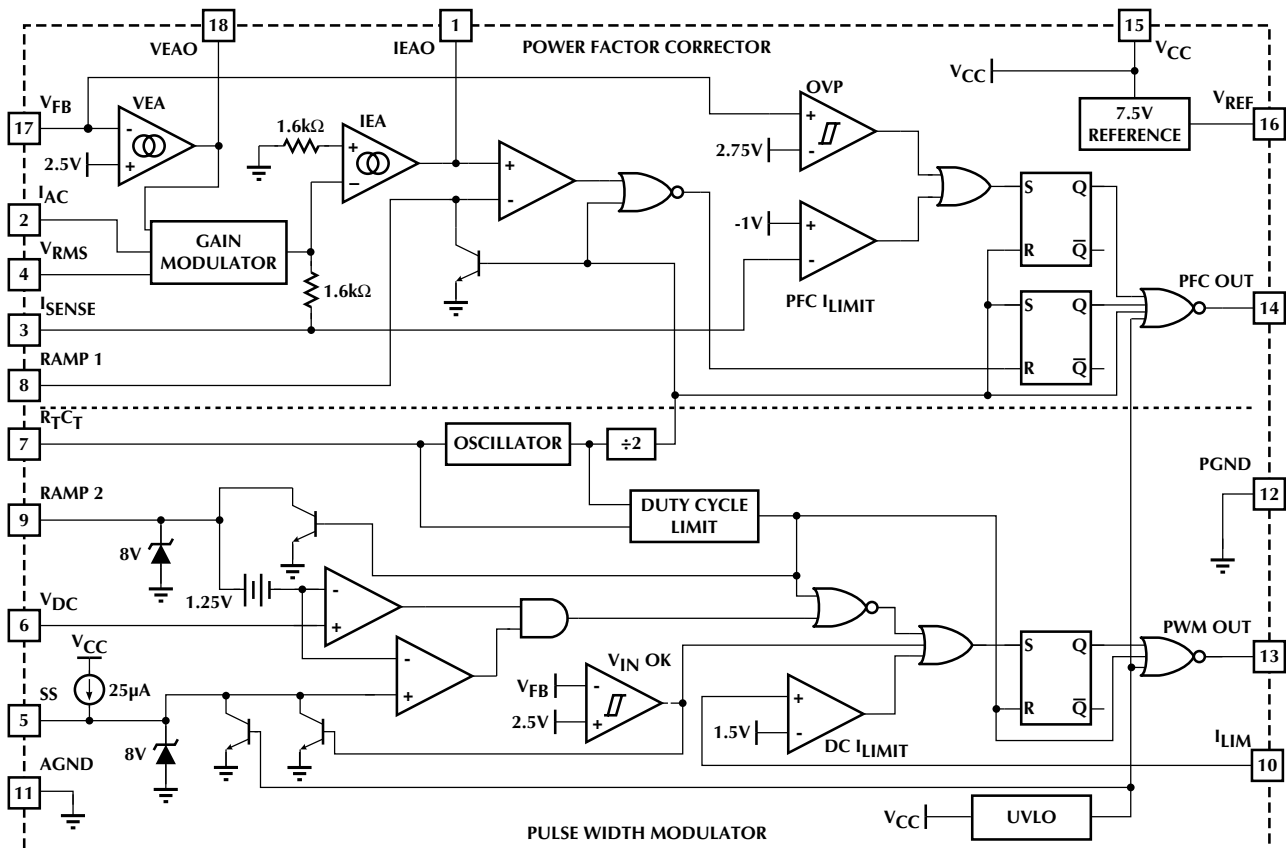 18
1
15
VEAO
IEAO
POWER FACTOR CORRECTOR
VCC
VCC
VFB
17
VEA
-
+
2.5V
1.6kΩ
IEA
+
−
OVP
+
-
2.75V
7.5V
REFERENCE
VREF
16
IAC
2
VRMS
4
GAIN
MODULATOR
+
-
-1V
+
-
S
Q
R
Q
1.6kΩ
ISENSE
3
PFC ILIMIT
S
Q
R
Q
PFC OUT
14
RAMP 1
8
RTCT
7
OSCILLATOR
÷2
PGND
12
RAMP 2
9
DUTY CYCLE
LIMIT
8V
1.25V
-
+
VDC
6
VCC
25µA
SS
5
-
+
VIN OK
VFB
-
2.5V
+
+
1.5V
-
DC ILIMIT
S
Q
R
Q
PWM OUT
13
8V
ILIM
10
AGND
11
VCC
UVLO
PULSE WIDTH MODULATOR